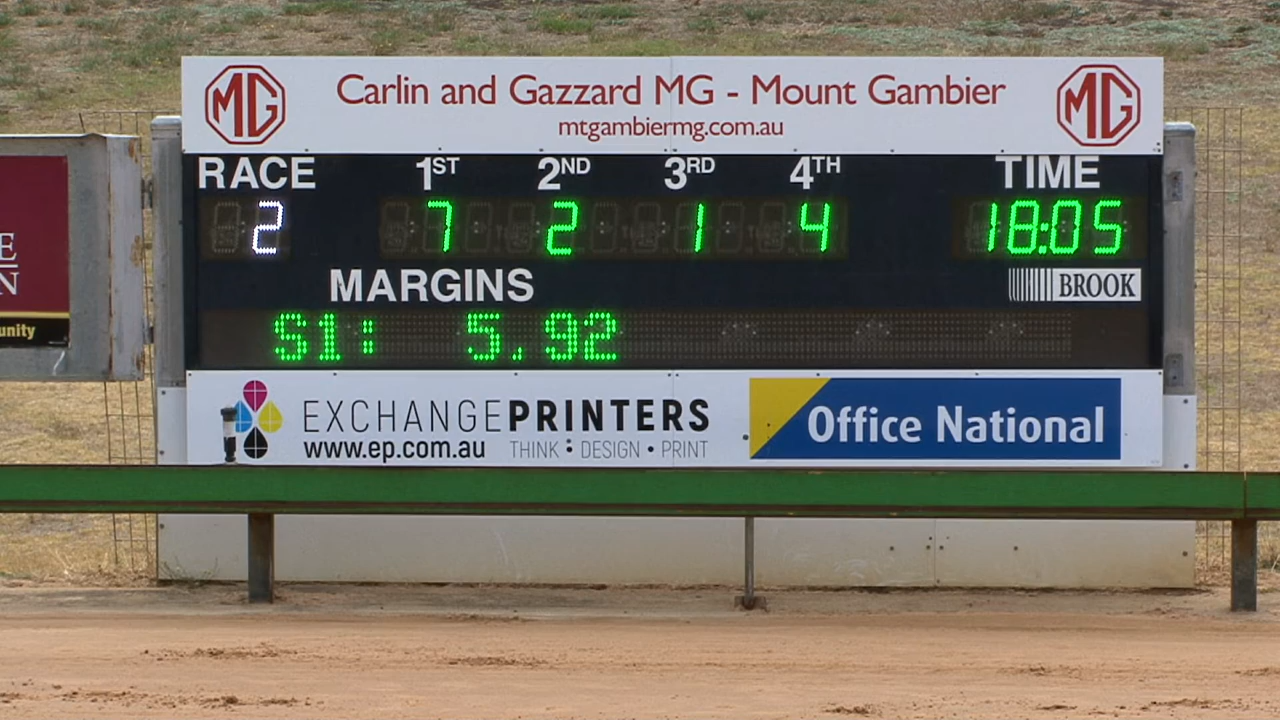 MG Carlin and Gazzard MG - Mount Gambier MG
mtgambiermg.com.au
RACE 1ST 2ND 3RD 4TH TIME
2 7 2 1 4 18:05
MARGINS BROOK
S1: 5.92
EXCHANGEPRINTERS
www.ep.com.au THINK : DESIGN • PRINT
Office National
E
N
unity